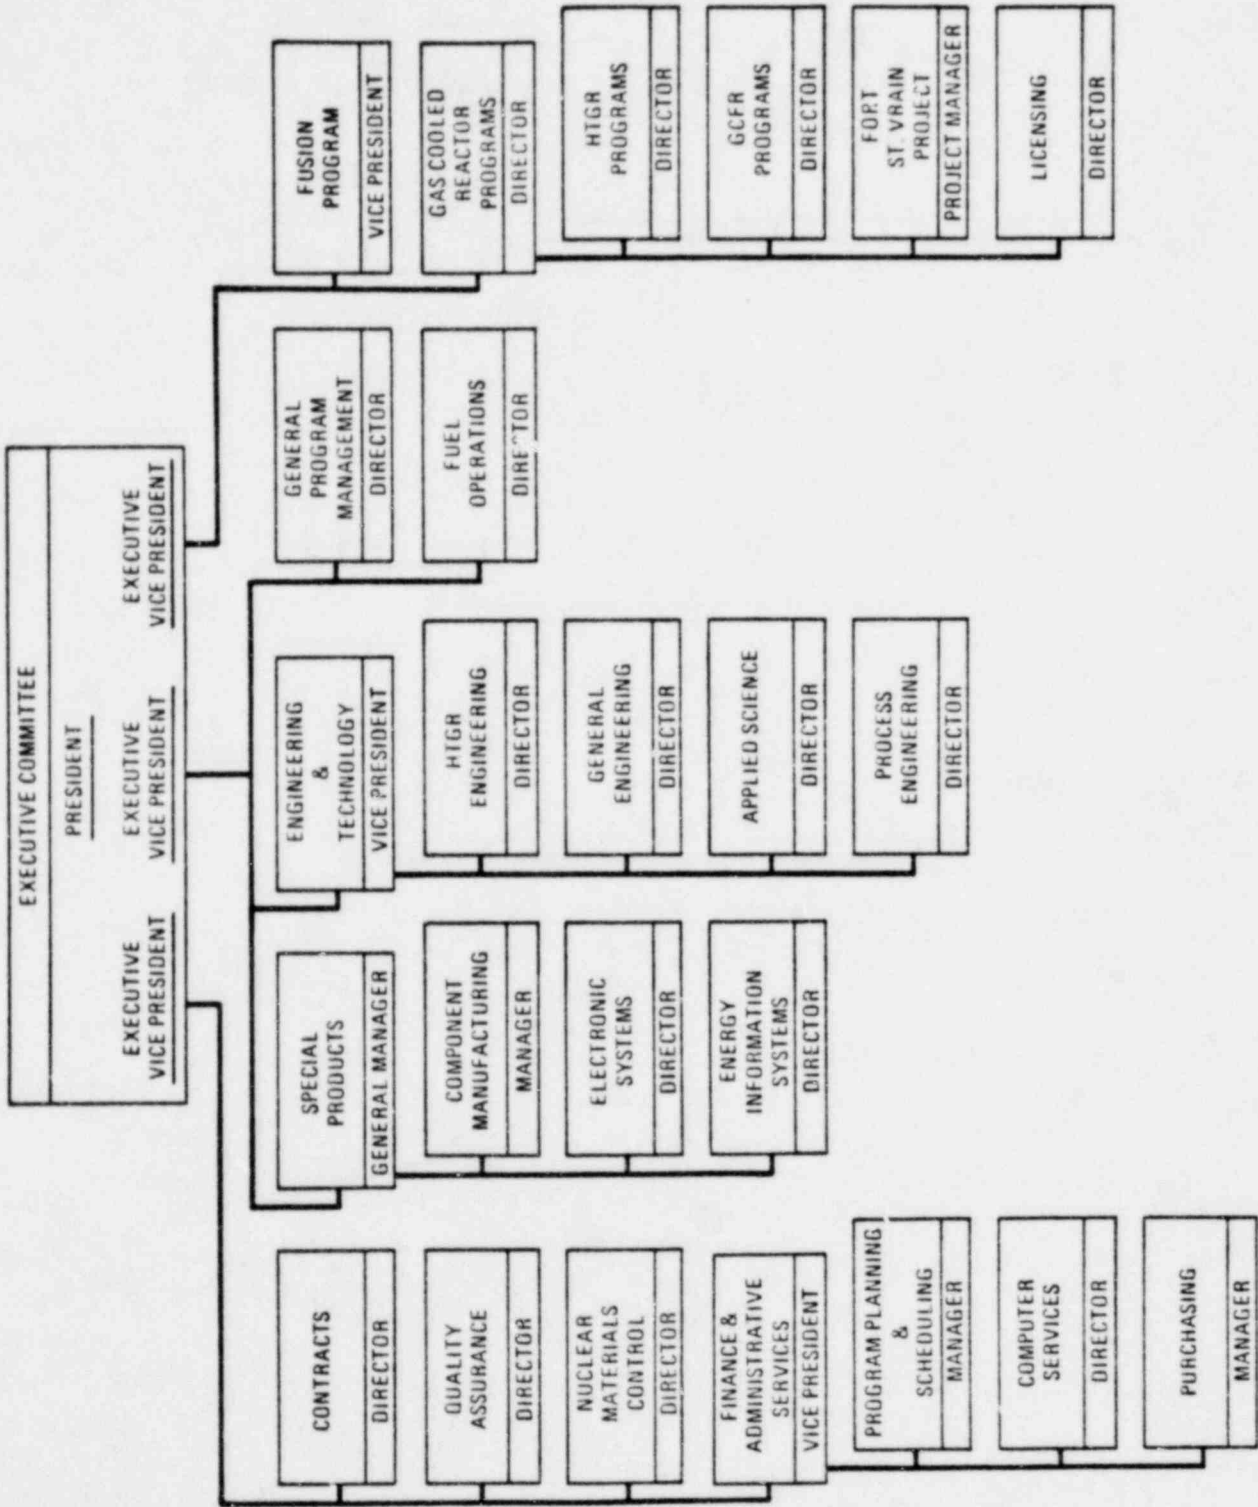 EXECUTIVE COMMITTEE
PRESIDENT
EXECUTIVE
VICE PRESIDENT
EXECUTIVE
VICE PRESIDENT
EXECUTIVE
VICE PRESIDENT
CONTRACTS
DIRECTOR
QUALITY
ASSURANCE
DIRECTOR
NUCLEAR
MATERIALS
CONTROL
DIRECTOR
FINANCE &
ADMINISTRATIVE
SERVICES
VICE PRESIDENT
PROGRAM PLANNING
&
SCHEDULING
MANAGER
COMPUTER
SERVICES
DIRECTOR
PURCHASING
MANAGER
SPECIAL
PRODUCTS
GENERAL MANAGER
COMPONENT
MANUFACTURING
MANAGER
ELECTRONIC
SYSTEMS
DIRECTOR
ENERGY
INFORMATION
SYSTEMS
DIRECTOR
ENGINEERING
&
TECHNOLOGY
VICE PRESIDENT
HTGR
ENGINEERING
DIRECTOR
GENERAL
ENGINEERING
DIRECTOR
APPLIED SCIENCE
DIRECTOR
PROCESS
ENGINEERING
DIRECTOR
GENERAL
PROGRAM
MANAGEMENT
DIRECTOR
FUEL
OPERATIONS
DIRECTOR
FUSION
PROGRAM
VICE PRESIDENT
GAS COOLED
REACTOR
PROGRAMS
DIRECTOR
HTGR
PROGRAMS
DIRECTOR
GCFR
PROGRAMS
DIRECTOR
FORT
ST. VRAIN
PROJECT
PROJECT MANAGER
LICENSING
DIRECTOR